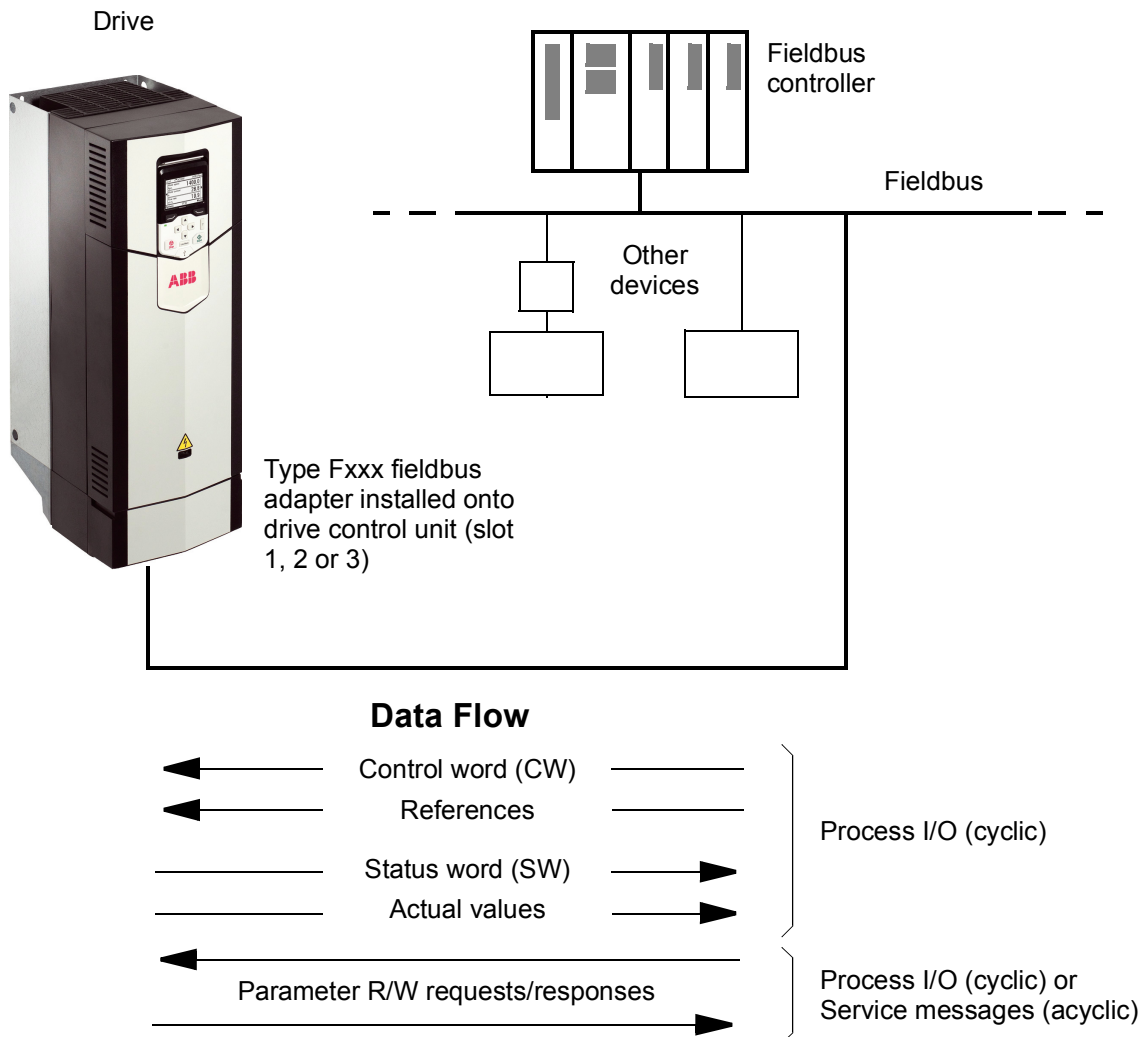 Drive
Fieldbus
controller
Fieldbus
Other
devices
ABB
Type Fxxx fieldbus
adapter installed onto
drive control unit (slot
1, 2 or 3)
Data Flow
Control word (CW)
References
Process I/O (cyclic)
Status word (SW)
Actual values
Parameter R/W requests/responses
Process I/O (cyclic) or
Service messages (acyclic)